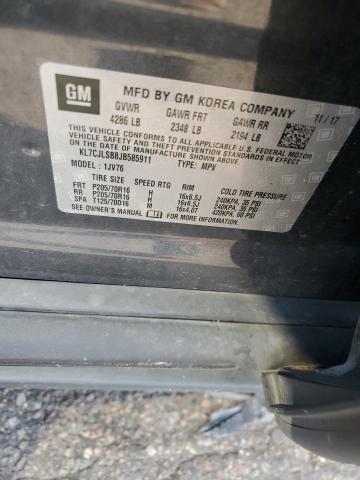 GM
MFD BY GM KOREA COMPANY
11/17
GVWR GAWR FRT GAWR RR
4286 LB 2348 LB 2194 LB
THIS VEHICLE CONFORMS TO ALL APPLICABLE U.S. FEDERAL MOTOR
VEHICLE SAFETY AND THEFT PREVENTION STANDARDS IN EFFECT
ON THE DATE OF MANUFACTURE SHOWN ABOVE.
KL7CJLSB8JB585911 TYPE: MPV
MODEL: 1JV76
TIRE SIZE SPEED RTG RIM COLD TIRE PRESSURE
FRT P205/70R16 H 16x6.5J 240KPA, 35 PSI
RR P205/70R16 H 16x6.5J 240KPA, 35 PSI
SPA T125/70D16 M 16x4.0T 420KPA, 60 PSI
SEE OWNER'S MANUAL FOR MORE INFORMATION.